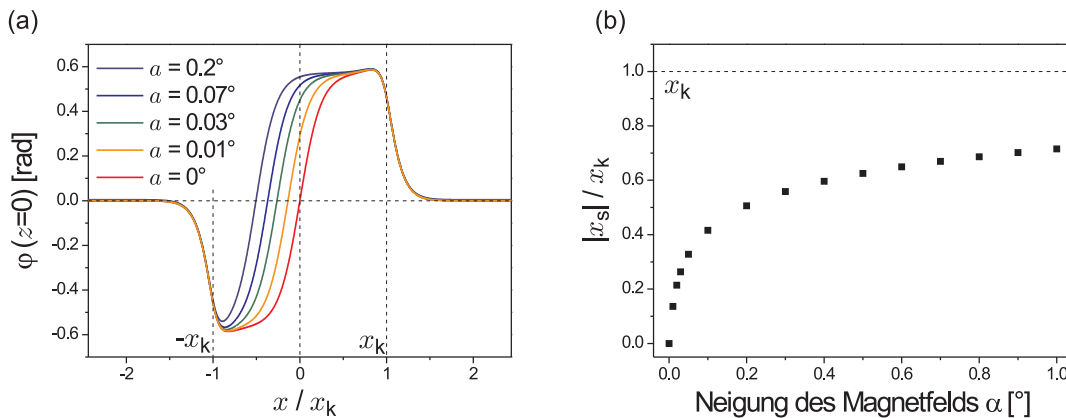 (a)
φ (z=0) [rad]
0.6
0.4
0.2
0.0
-0.2
-0.4
-0.6
a = 0.2°
a = 0.07°
a = 0.03°
a = 0.01°
a = 0°
-xk
xk
-2
-1
0
1
2
x / xk
(b)
|xs| / xk
1.0
0.8
0.6
0.4
0.2
0.0
xk
0.0
0.2
0.4
0.6
0.8
1.0
Neigung des Magnetfelds α [°]